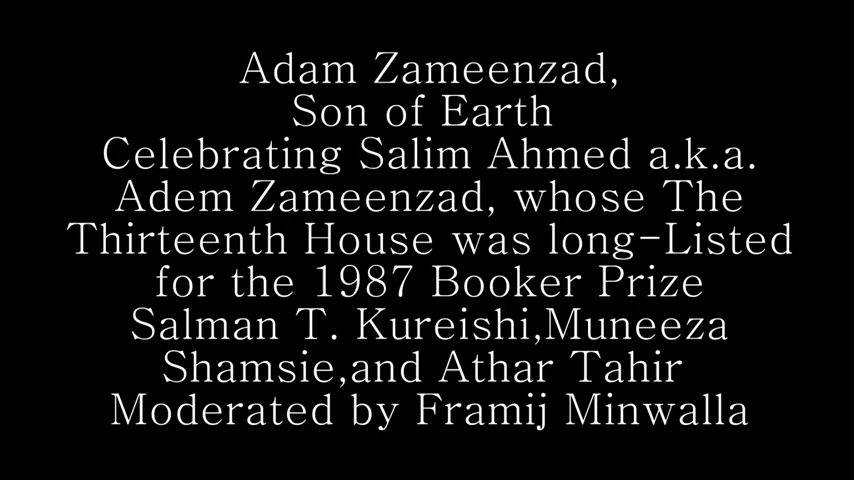 Adam Zameenzad,
Son of Earth
Celebrating Salim Ahmed a.k.a.
Adem Zameenzad, whose The
Thirteenth House was long-Listed
for the 1987 Booker Prize
Salman T. Kureishi,Muneeza
Shamsie,and Athar Tahir
Moderated by Framij Minwalla